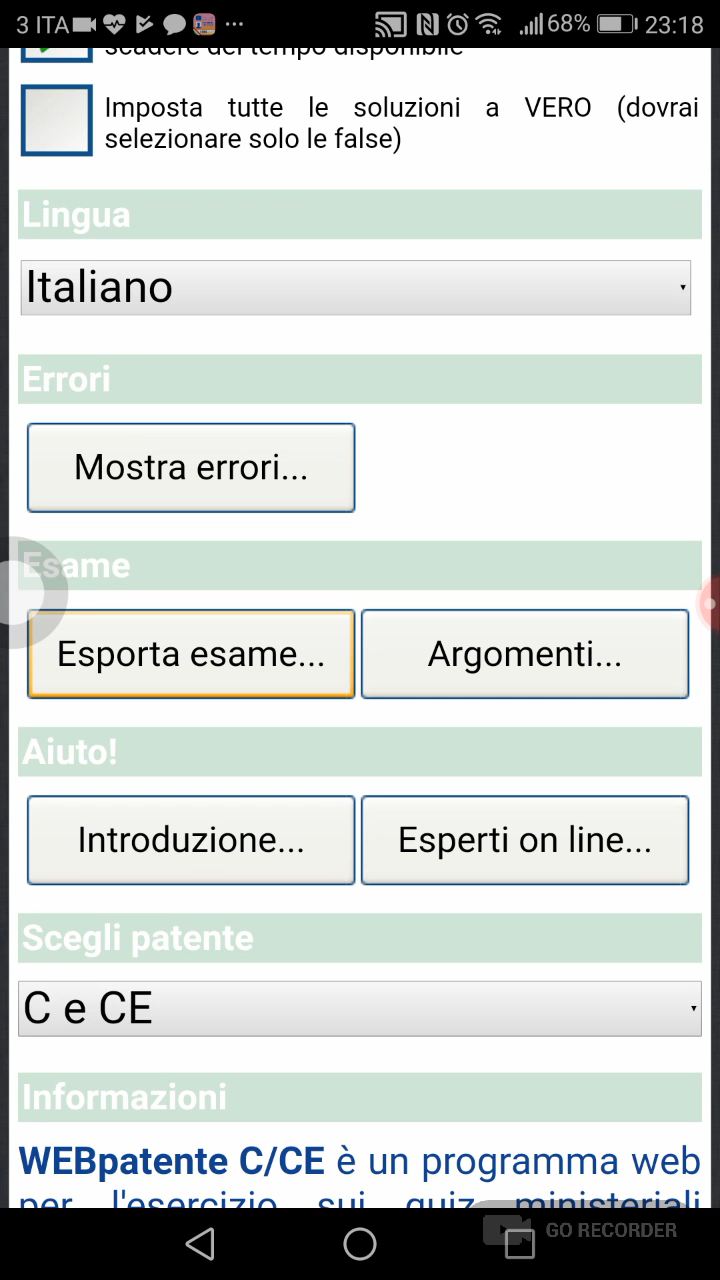 3 ITA
68%
23:18
scadere del tempo disponibile
Imposta tutte le soluzioni a VERO (dovrai
selezionare solo le false)
Lingua
Italiano
Errori
Mostra errori...
Esame
Esporta esame...
Argomenti...
Aiuto!
Introduzione...
Esperti on line...
Scegli patente
C e CE
Informazioni
WEBpatente C/CE è un programma web
per l'esercizio sui quiz ministeriali
GO RECORDER